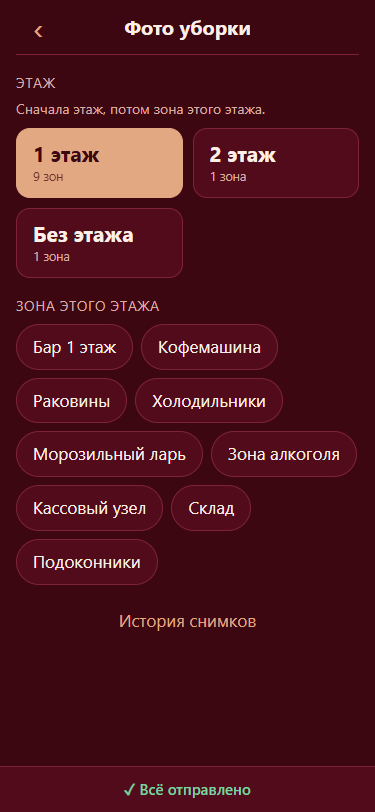 ‹ Фото уборки
ЭТАЖ
Сначала этаж, потом зона этого этажа.
1 этаж
9 зон
2 этаж
1 зона
Без этажа
1 зона
ЗОНА ЭТОГО ЭТАЖА
Бар 1 этаж
Кофемашина
Раковины
Холодильники
Морозильный ларь
Зона алкоголя
Кассовый узел
Склад
Подоконники
История снимков
✓ Всё отправлено